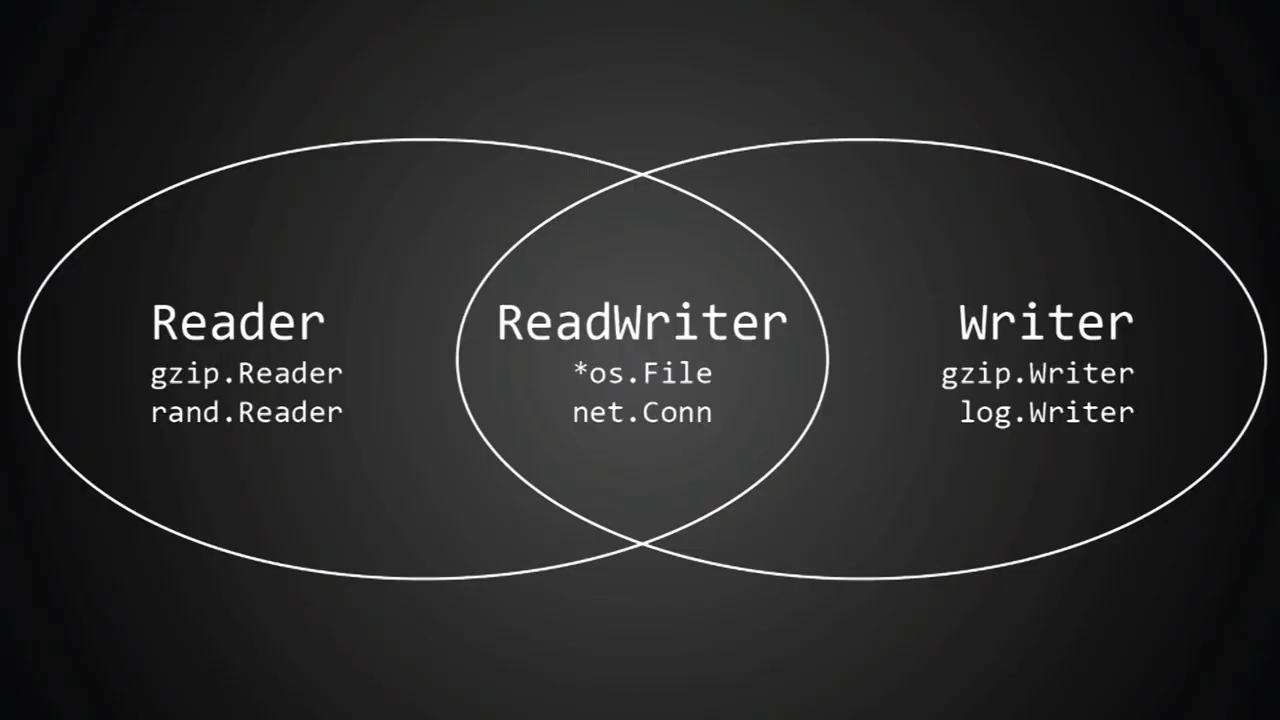 Reader
gzip.Reader
rand.Reader
ReadWriter
*os.File
net.Conn
Writer
gzip.Writer
log.Writer